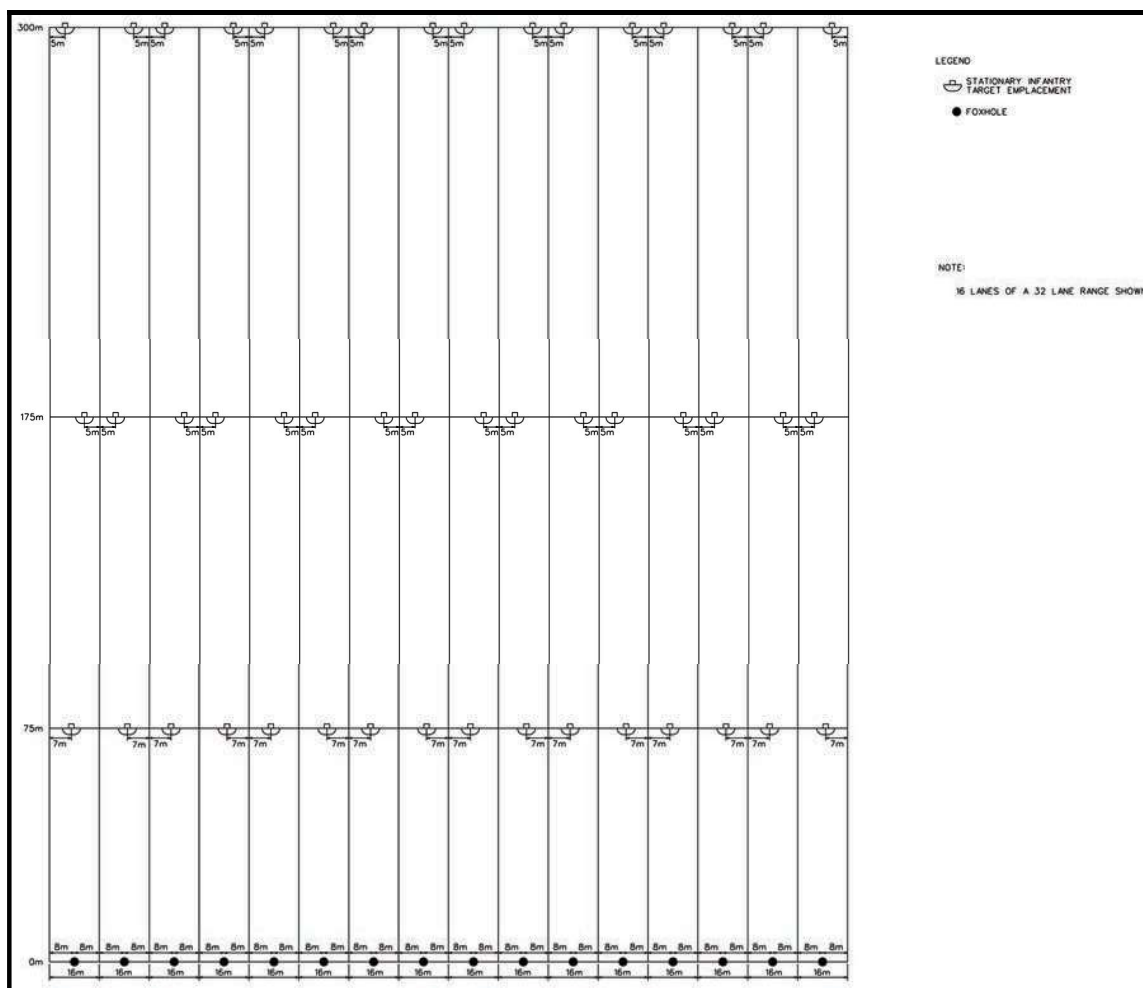 300m
5m 5m 5m 5m 5m 5m 5m 5m 5m 5m 5m 5m 5m 5m 5m 5m
LEGEND
STATIONARY INFANTRY
TARGET EMPLACEMENT
FOXHOLE
NOTE:
16 LANES OF A 32 LANE RANGE SHOWN
175m
5m 5m 5m 5m 5m 5m 5m 5m 5m 5m 5m 5m 5m 5m 5m 5m
75m
7m 7m 7m 7m 7m 7m 7m 7m 7m 7m 7m 7m 7m 7m 7m 7m
8m 8m 8m 8m 8m 8m 8m 8m 8m 8m 8m 8m 8m 8m 8m 8m 8m 8m 8m 8m 8m 8m 8m 8m 8m 8m 8m 8m 8m 8m 8m 8m
0m
16m 16m 16m 16m 16m 16m 16m 16m 16m 16m 16m 16m 16m 16m 16m 16m